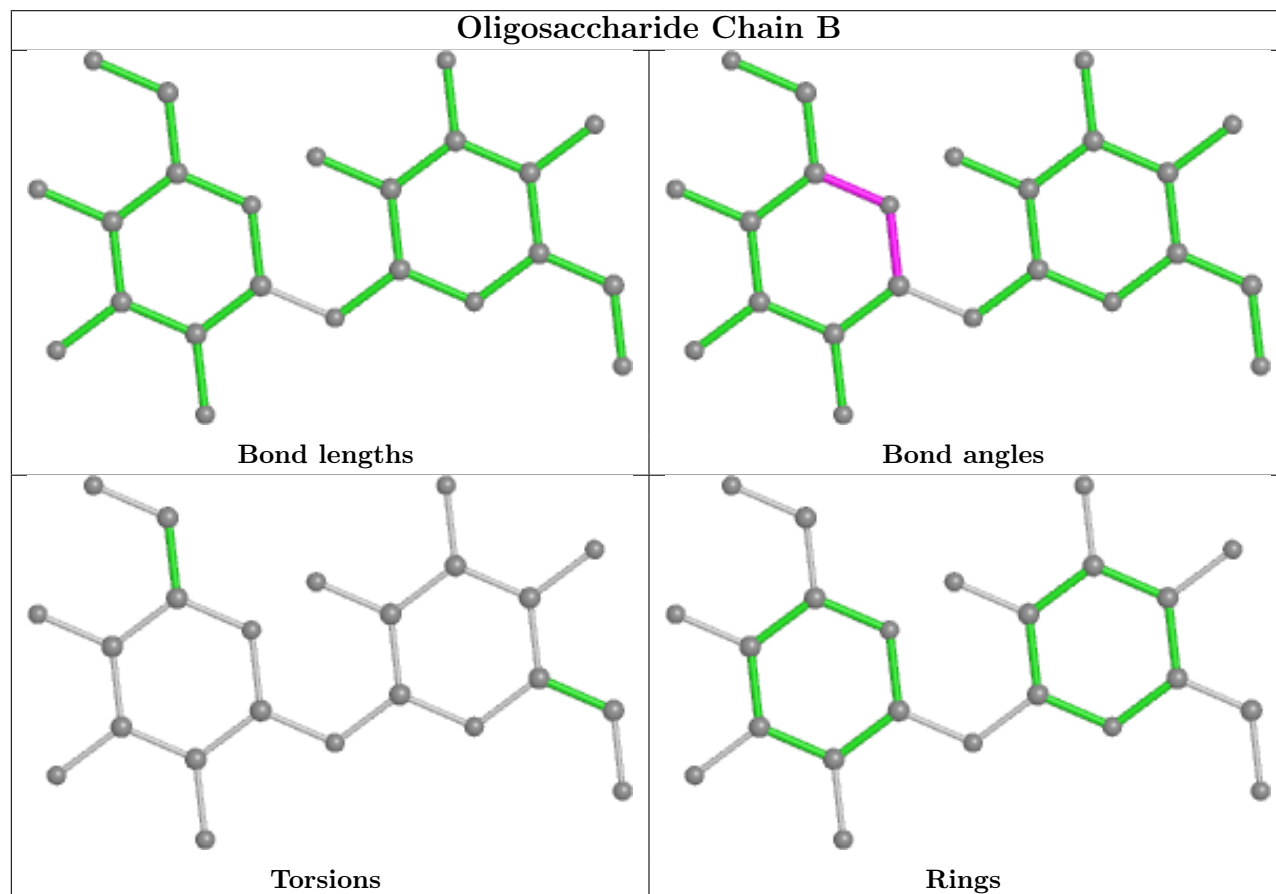 Oligosaccharide Chain B
Bond lengths
Bond angles
Torsions
Rings